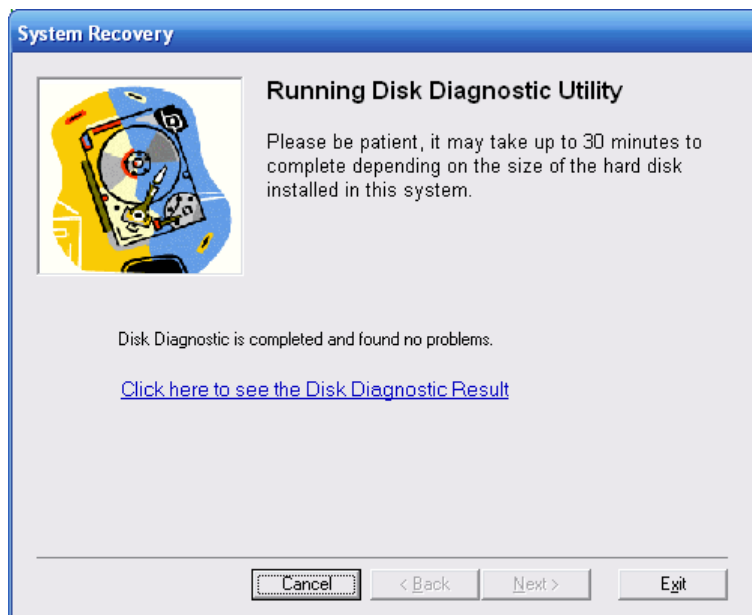 System Recovery
Running Disk Diagnostic Utility
Please be patient, it may take up to 30 minutes to
complete depending on the size of the hard disk
installed in this system.
Disk Diagnostic is completed and found no problems.
Click here to see the Disk Diagnostic Result
Cancel
< Back
Next >
Exit